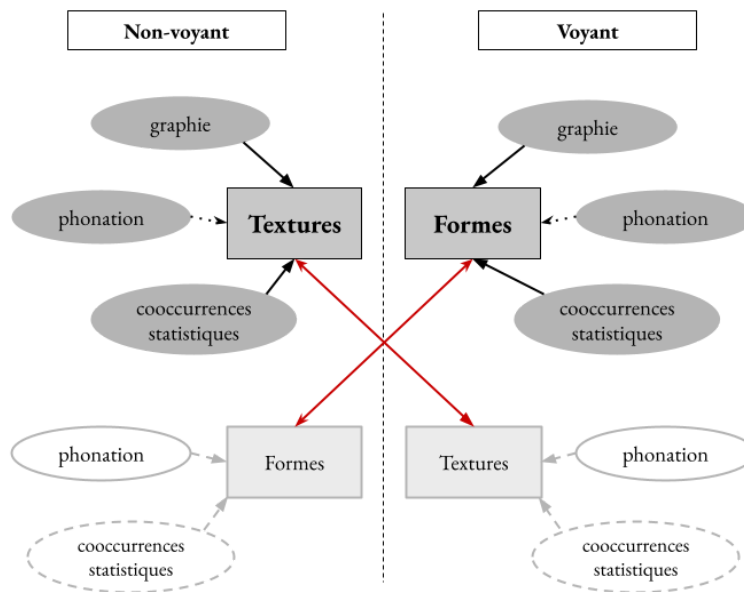 Non-voyant
Voyant
graphie
graphie
phonation
Textures
Formes
phonation
cooccurrences
statistiques
cooccurrences
statistiques
phonation
Formes
Textures
phonation
cooccurrences
statistiques
cooccurrences
statistiques